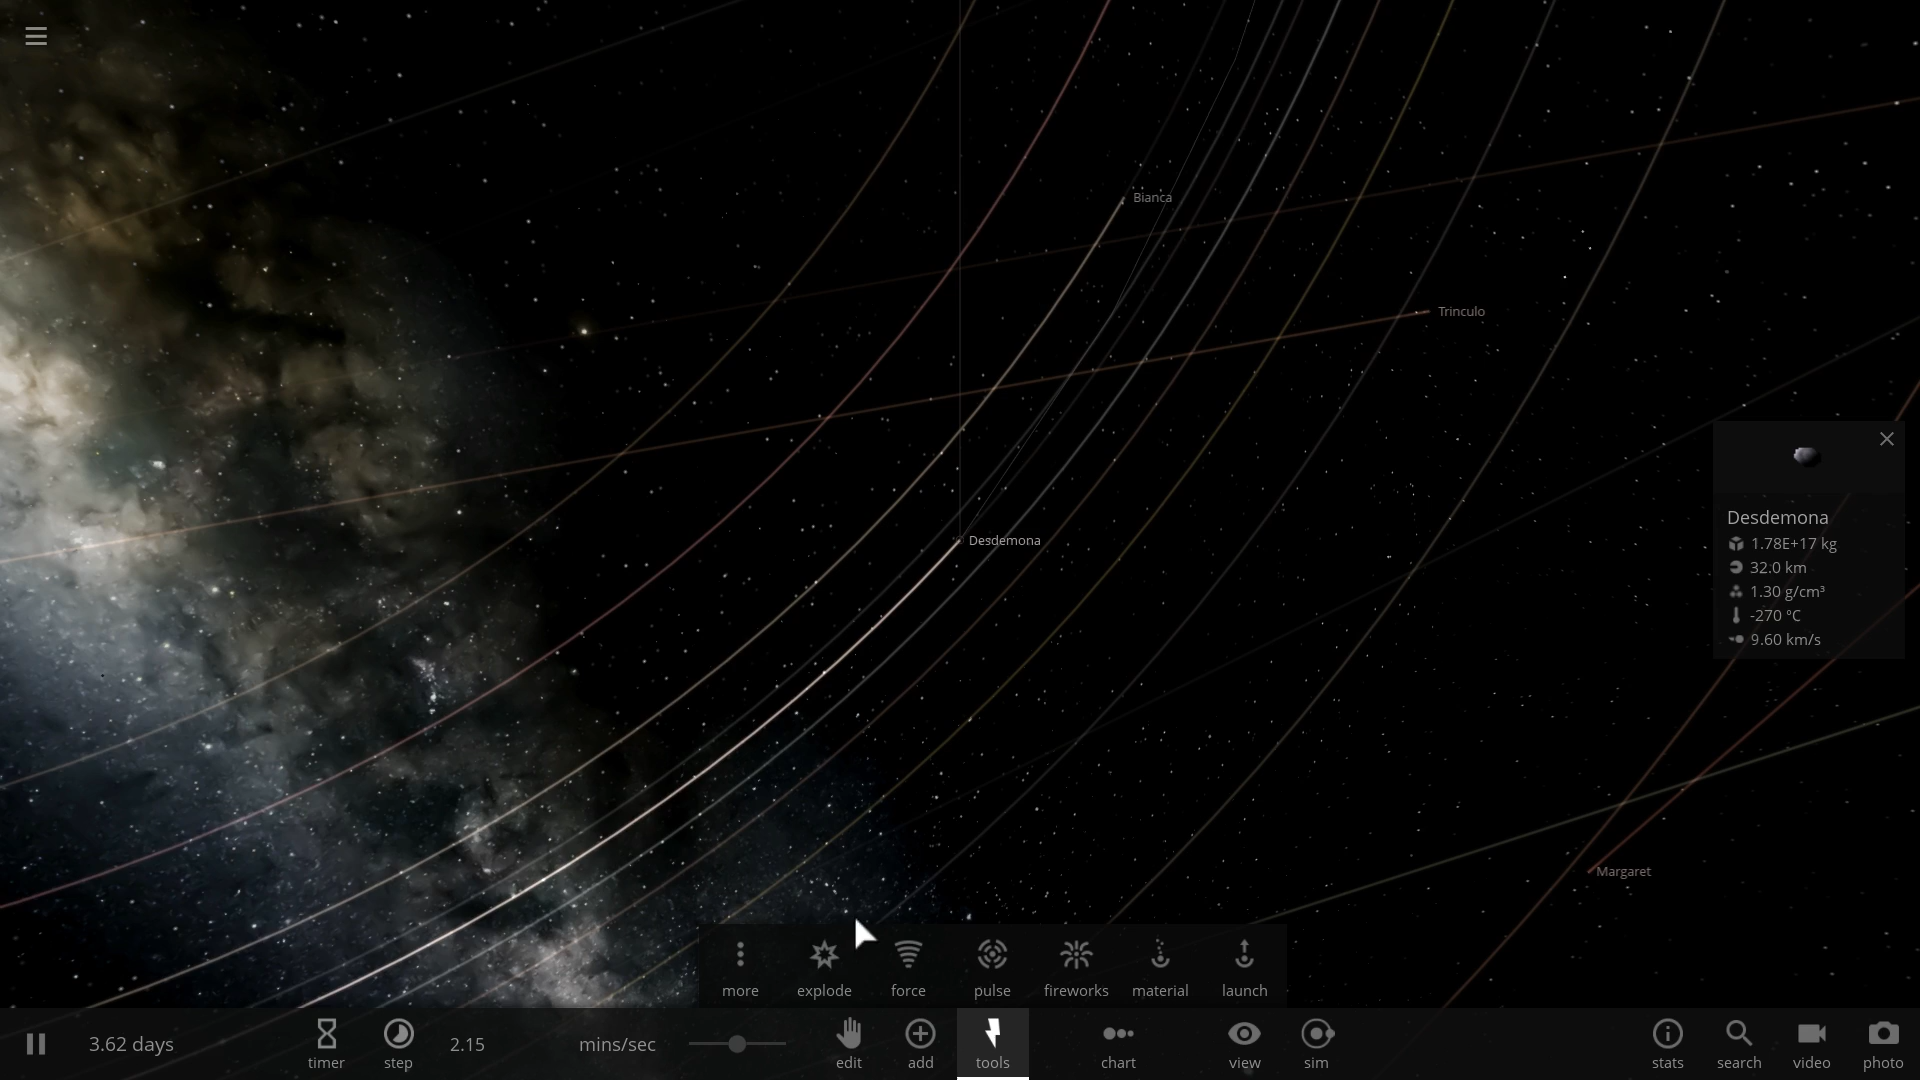 Bianca
Trinculo
Desdemona
Desdemona
1.78E+17 kg
32.0 km
1.30 g/cm³
-270 °C
9.60 km/s
Margaret
more
explode
force
pulse
fireworks
material
launch
3.62 days
timer
step
2.15
mins/sec
edit
add
tools
chart
view
sim
stats
search
video
photo